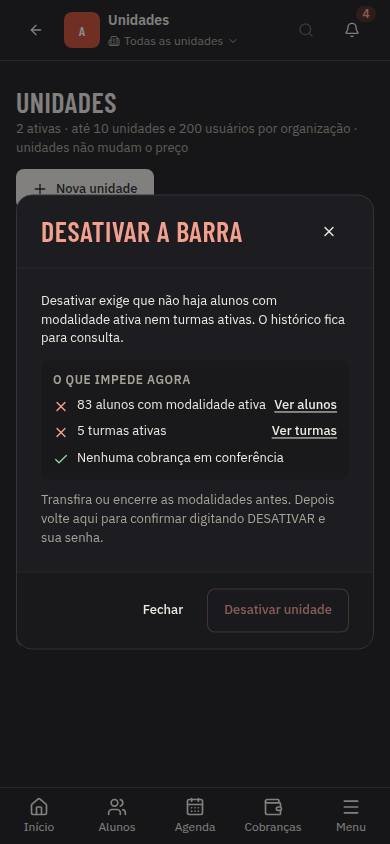 A
Unidades
Todas as unidades
4
UNIDADES
2 ativas · até 10 unidades e 200 usuários por organização ·
unidades não mudam o preço
Nova unidade
DESATIVAR A BARRA
Desativar exige que não haja alunos com
modalidade ativa nem turmas ativas. O histórico fica
para consulta.
O QUE IMPEDE AGORA
83 alunos com modalidade ativa Ver alunos
5 turmas ativas Ver turmas
Nenhuma cobrança em conferência
Transfira ou encerre as modalidades antes. Depois
volte aqui para confirmar digitando DESATIVAR e
sua senha.
Fechar Desativar unidade
Início Alunos Agenda Cobranças Menu